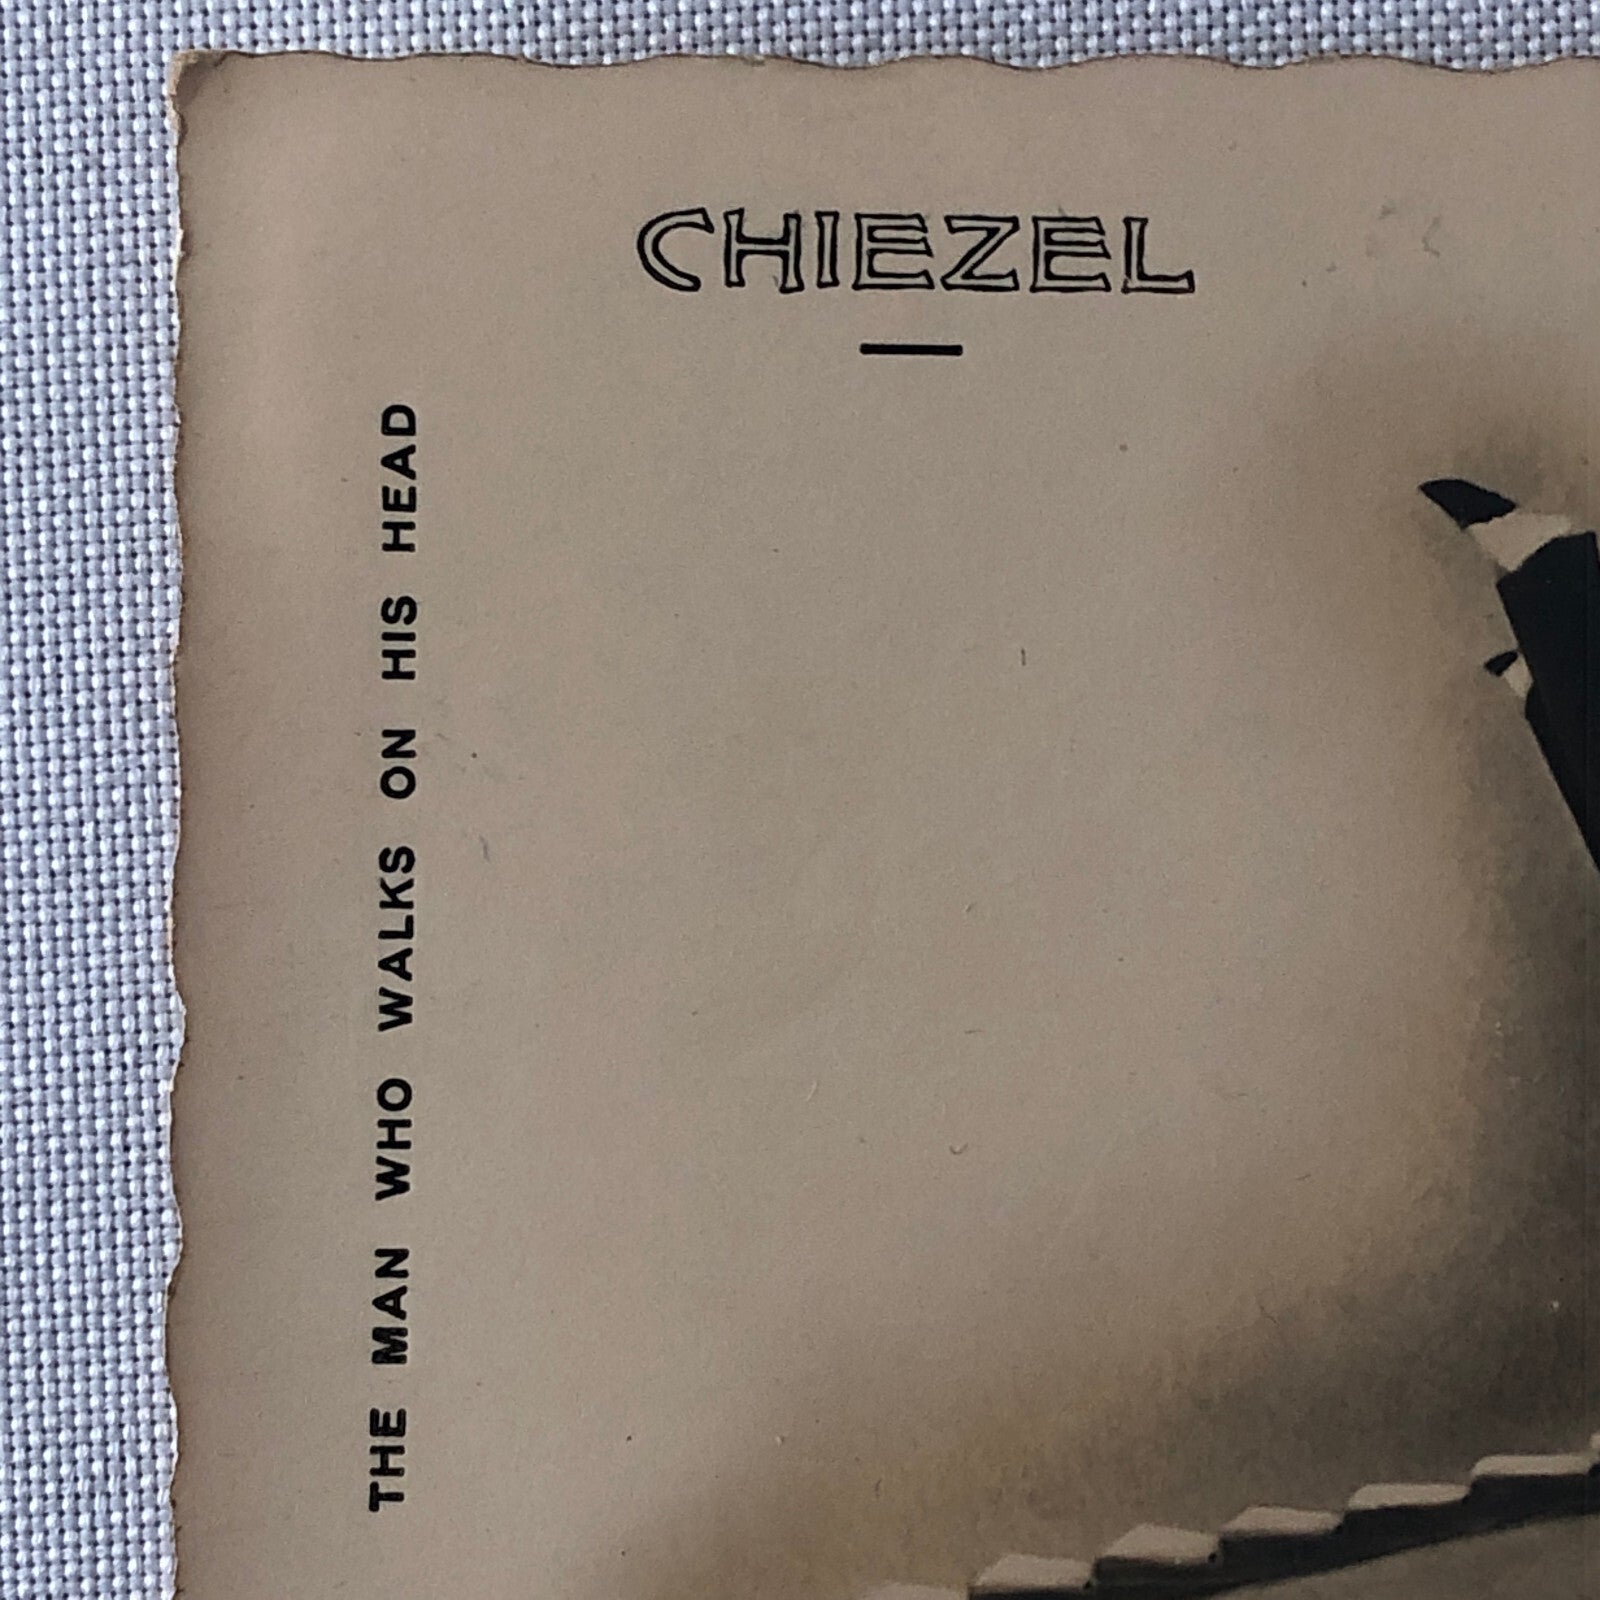 CHIEZEL
THE MAN WHO WALKS ON HIS HEAD